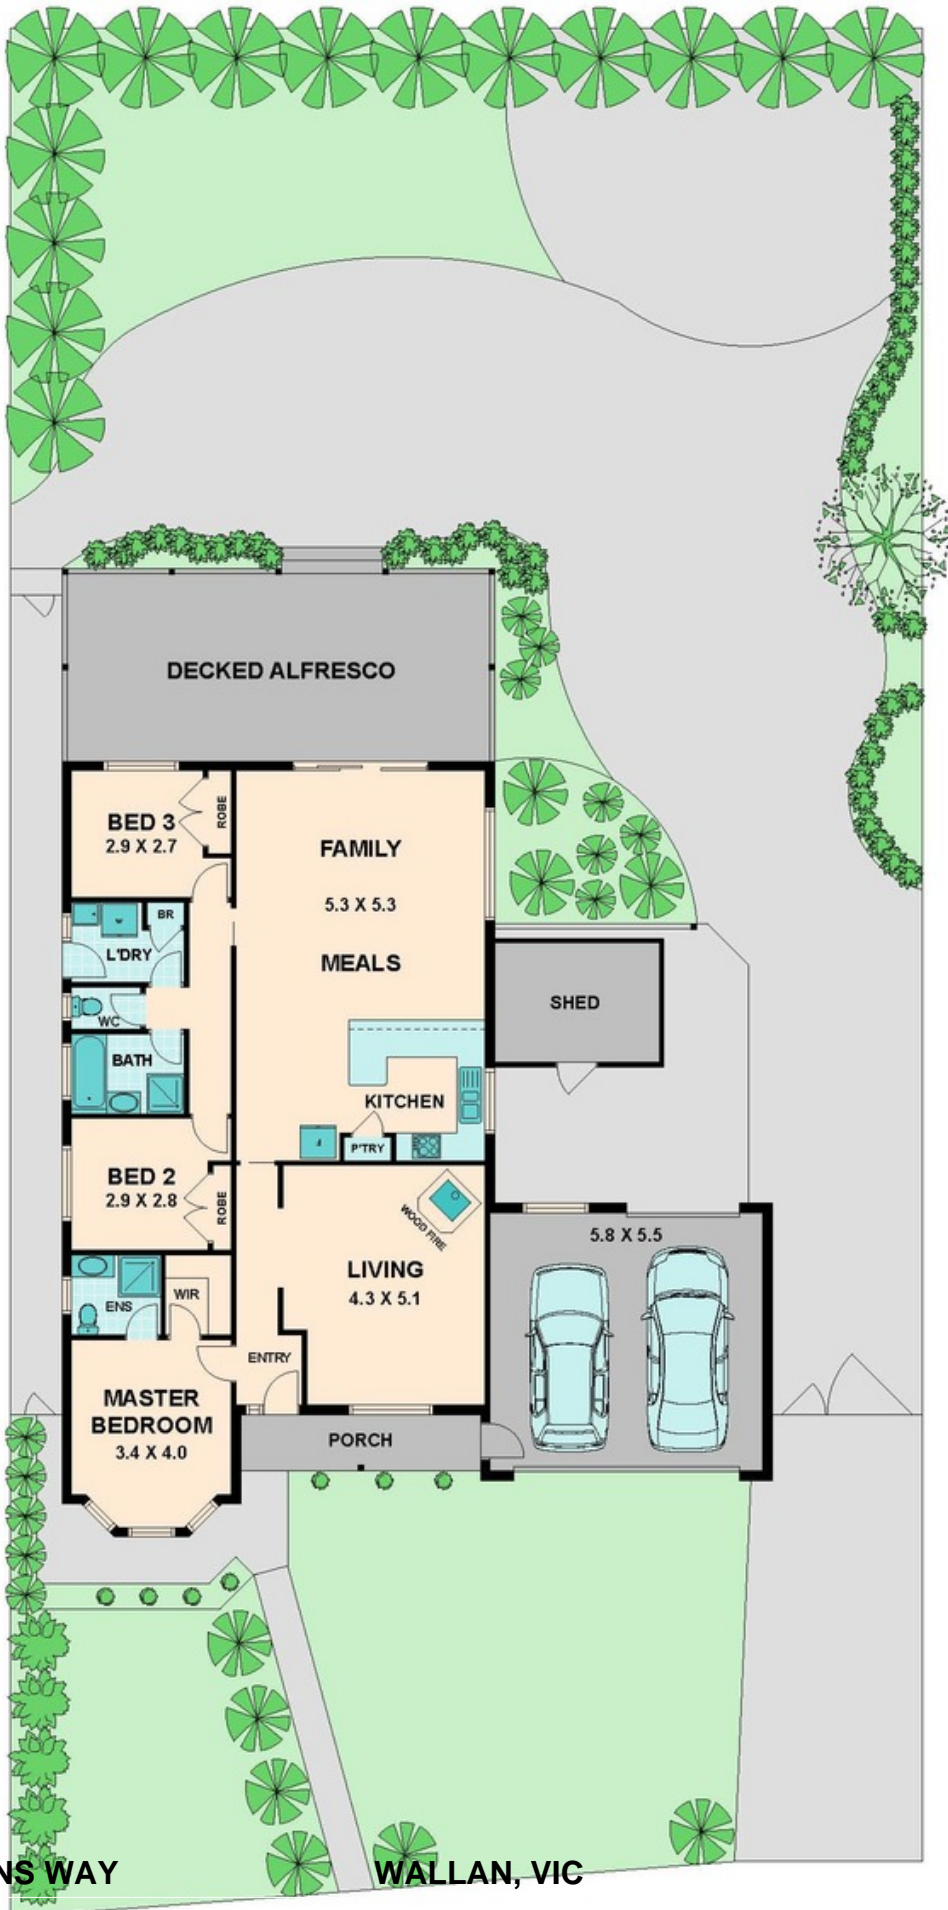 DECKED ALFRESCO
BED 3
2.9 X 2.7
ROBE
FAMILY
5.3 X 5.3
MEALS
BR
L'DRY
WC
BATH
SHED
KITCHEN
P'TRY
BED 2
2.9 X 2.8
ROBE
WOOD FIRE
5.8 X 5.5
LIVING
4.3 X 5.1
ENS
WIR
ENTRY
MASTER
BEDROOM
3.4 X 4.0
PORCH
WAY
WALLAN, VIC